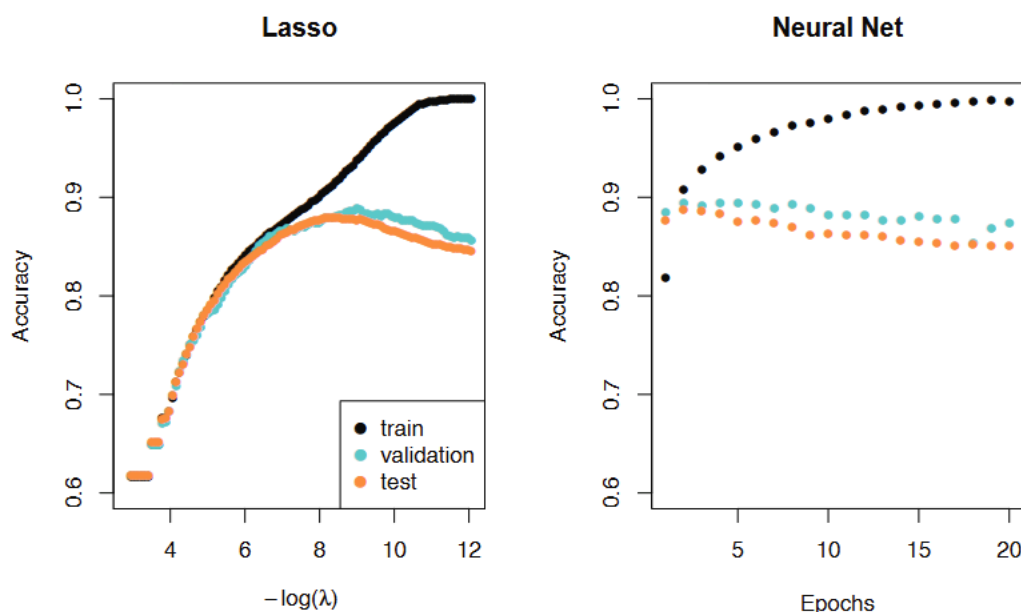 Lasso
Accuracy
0.6 0.7 0.8 0.9 1.0
train
validation
test
4 6 8 10 12
−log(λ)
Neural Net
Accuracy
0.6 0.7 0.8 0.9 1.0
5 10 15 20
Epochs